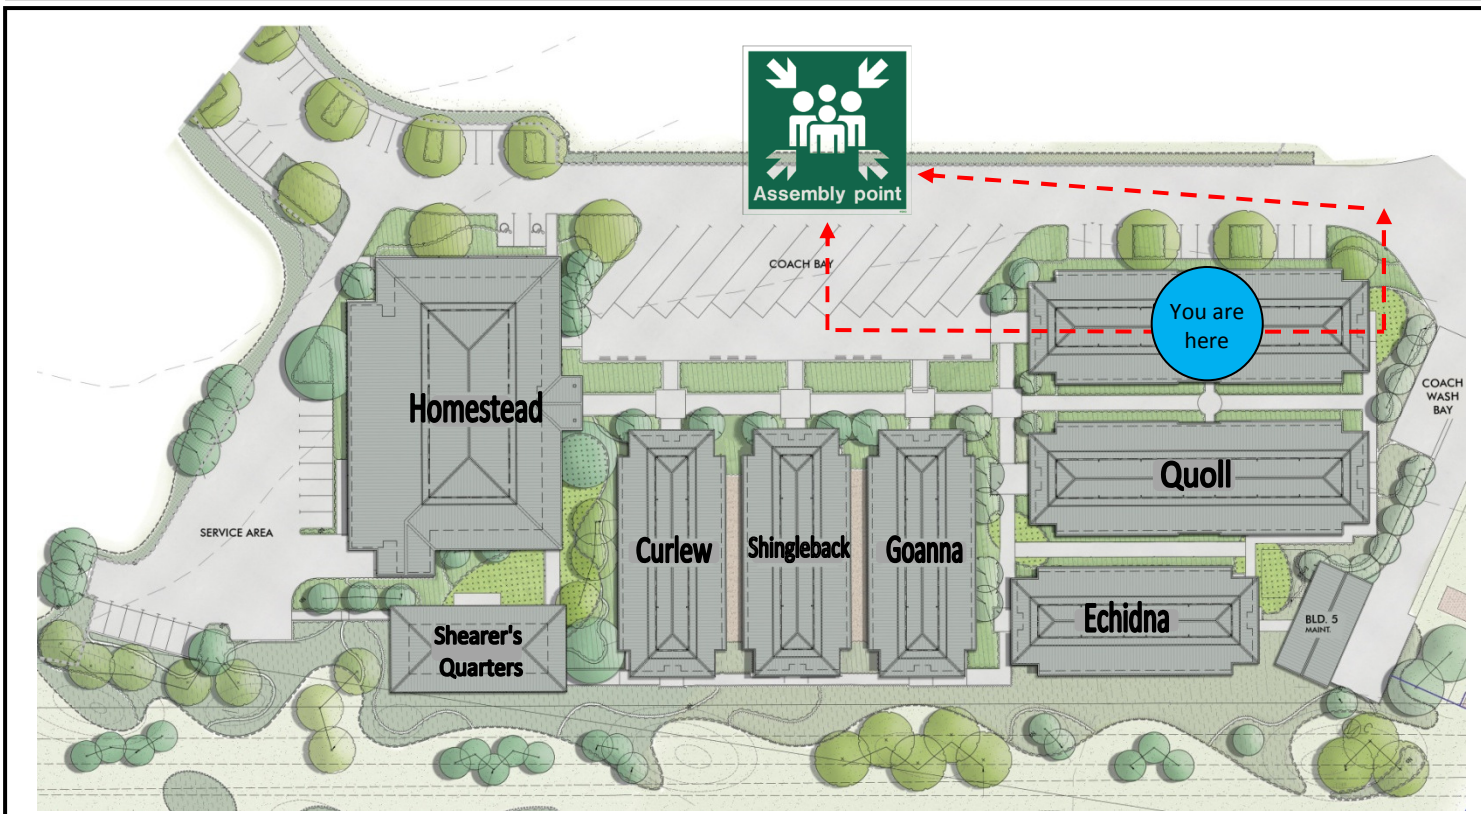 Assembly point
COACH BAY
You are
here
COACH
WASH
BAY
Homestead
Quoll
SERVICE AREA
Curlew
Shingleback
Goanna
Echidna
BLD. 5
MAINT.
Shearer's
Quarters